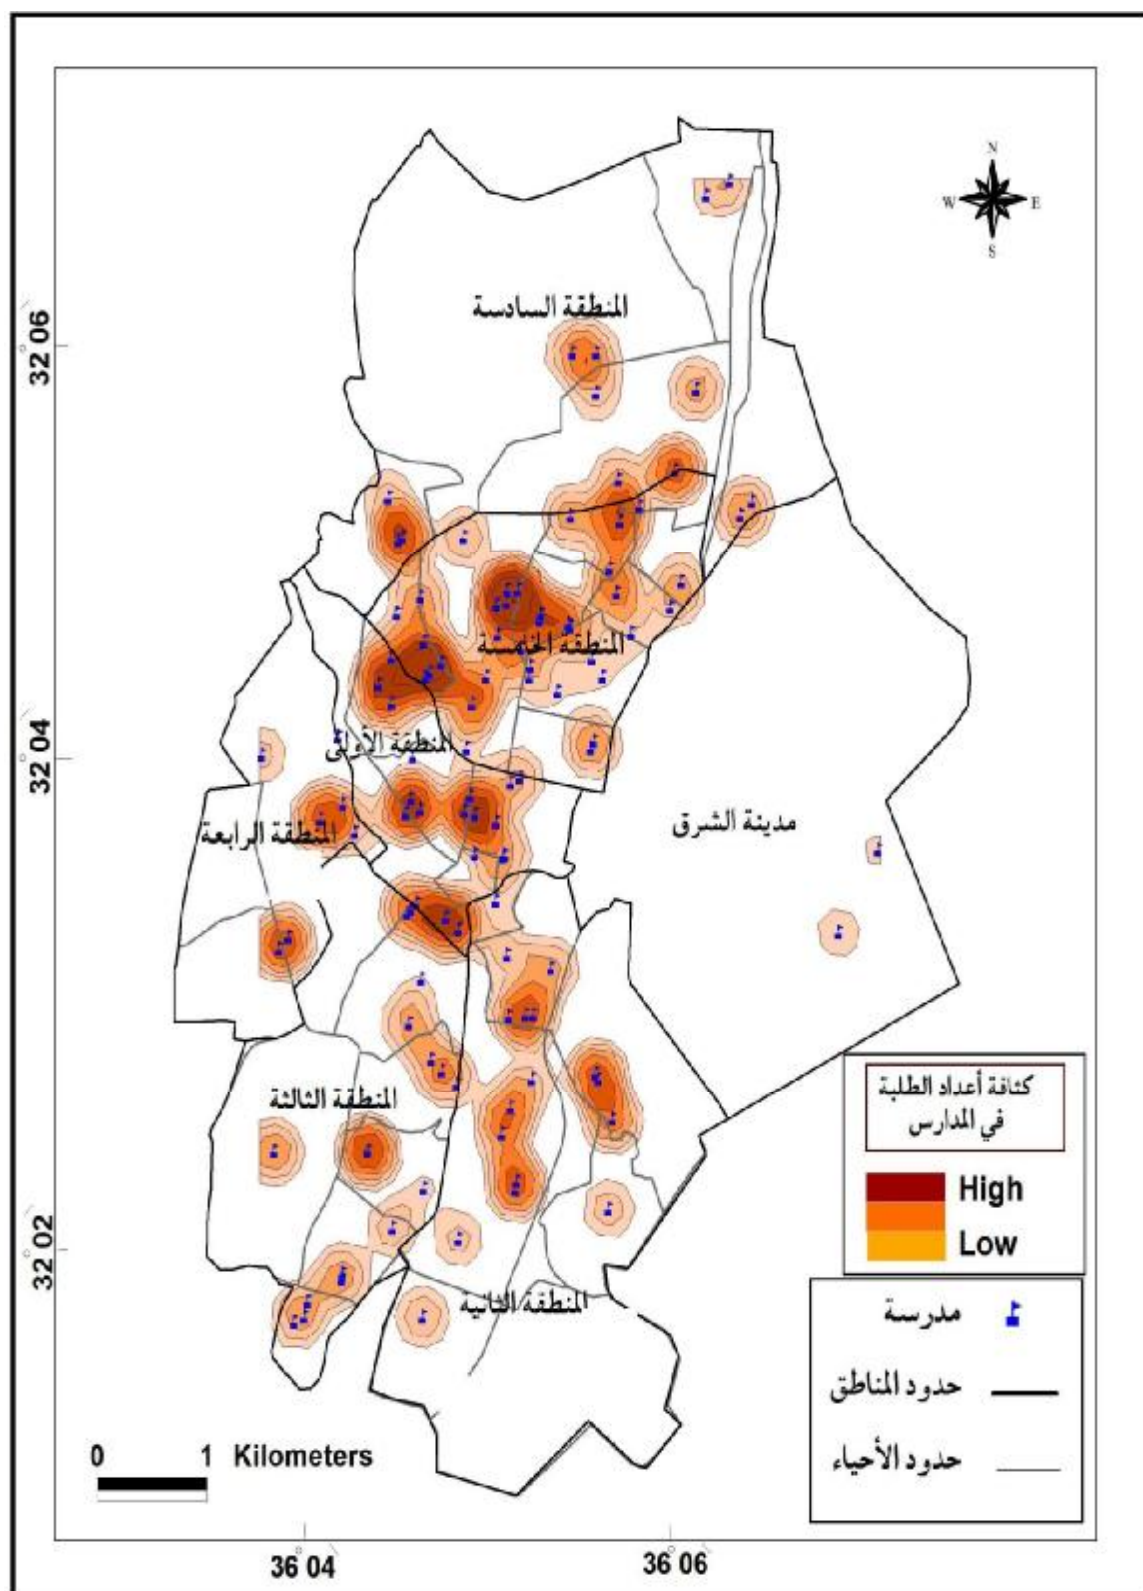 N
W E
S
المنطقة السادسة
32 06
المنطقة الخامسة
المنطقة الأولى
32 04
مدينة الشرق
المنطقة الرابعة
المنطقة الثالثة
32 02
المنطقة الثانية
كثافة أعداد الطلبة
في المدارس
High
Low
مدرسة
حدود المناطق
حدود الأحياء
0 1 Kilometers
36 04
36 06